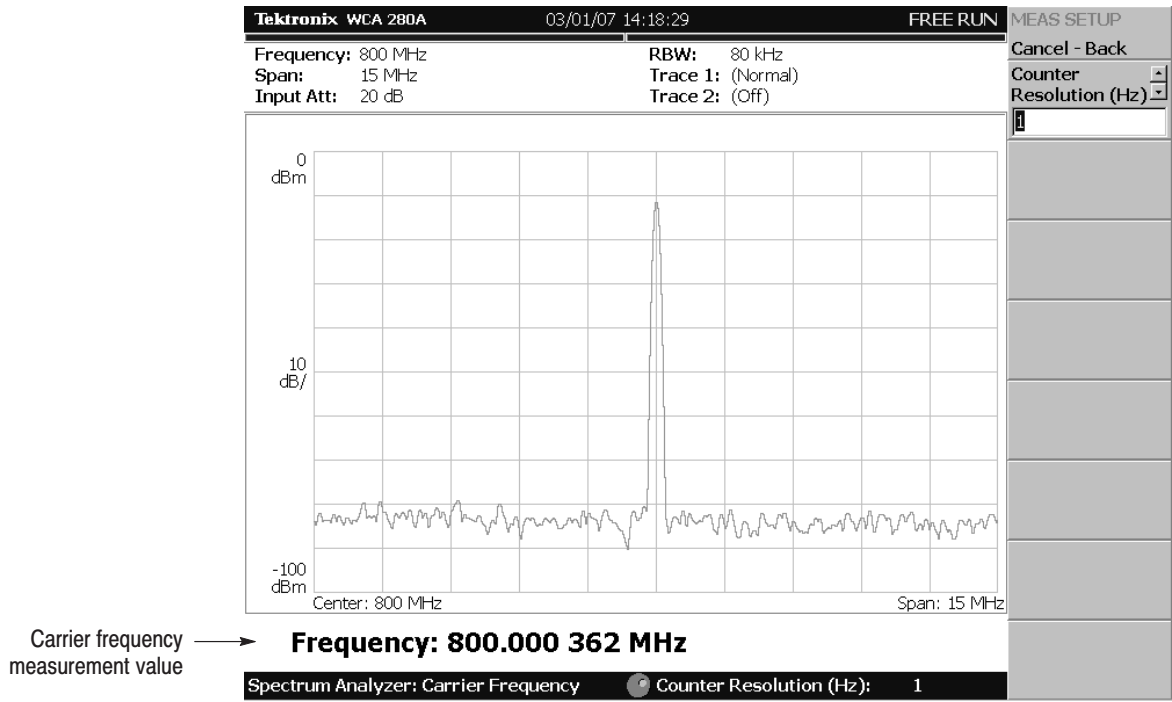 Tektronix WCA 280A 03/01/07 14:18:29 FREE RUN
Frequency: 800 MHz RBW: 80 kHz
Span: 15 MHz Trace 1: (Normal)
Input Att: 20 dB Trace 2: (Off)
MEAS SETUP
Cancel - Back
Counter
Resolution (Hz)
1
0
dBm
10
dB/
-100
dBm
Center: 800 MHz Span: 15 MHz
Carrier frequency
measurement value
Frequency: 800.000 362 MHz
Spectrum Analyzer: Carrier Frequency Counter Resolution (Hz): 1